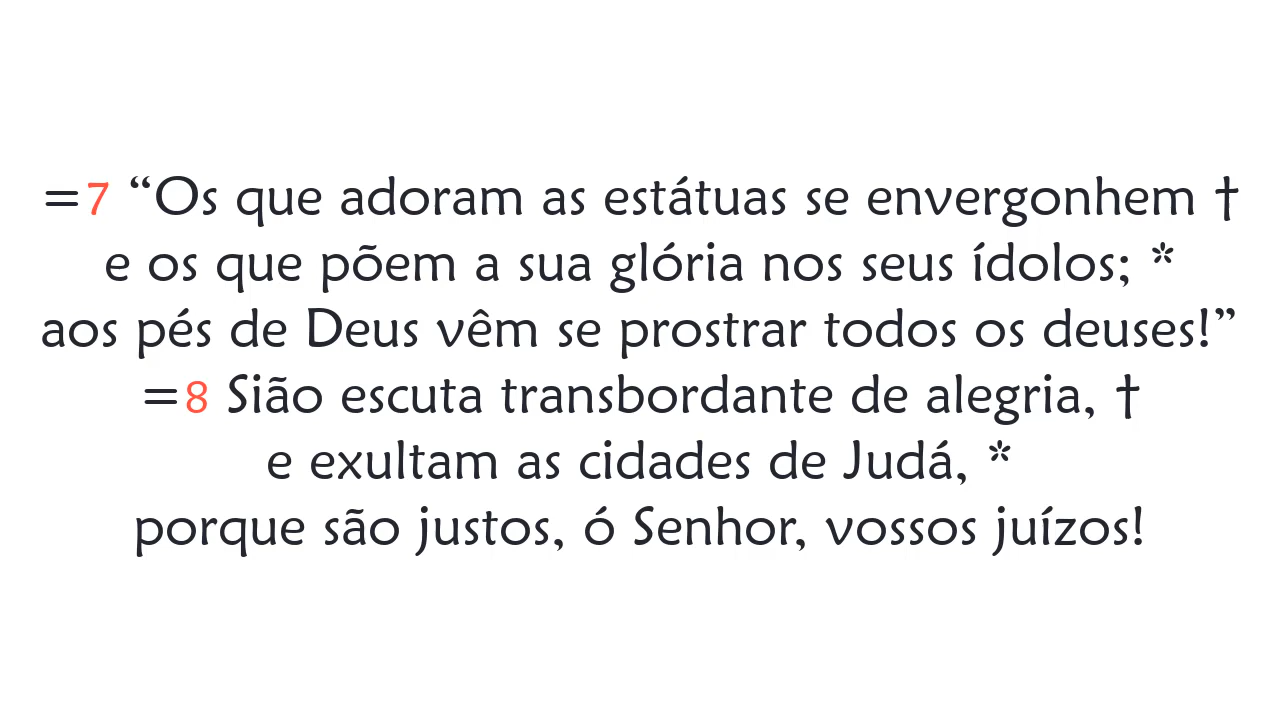 =7 “Os que adoram as estátuas se envergonhem †
e os que põem a sua glória nos seus ídolos; *
aos pés de Deus vêm se prostrar todos os deuses!”
=8 Sião escuta transbordante de alegria, †
e exultam as cidades de Judá, *
porque são justos, ó Senhor, vossos juízos!